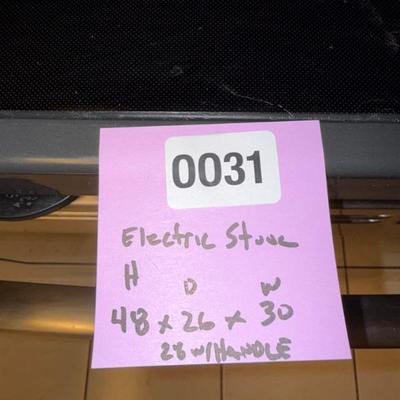 0031
Electric Stove
H D W
48 x 26 x 30
28 W/HANDLE